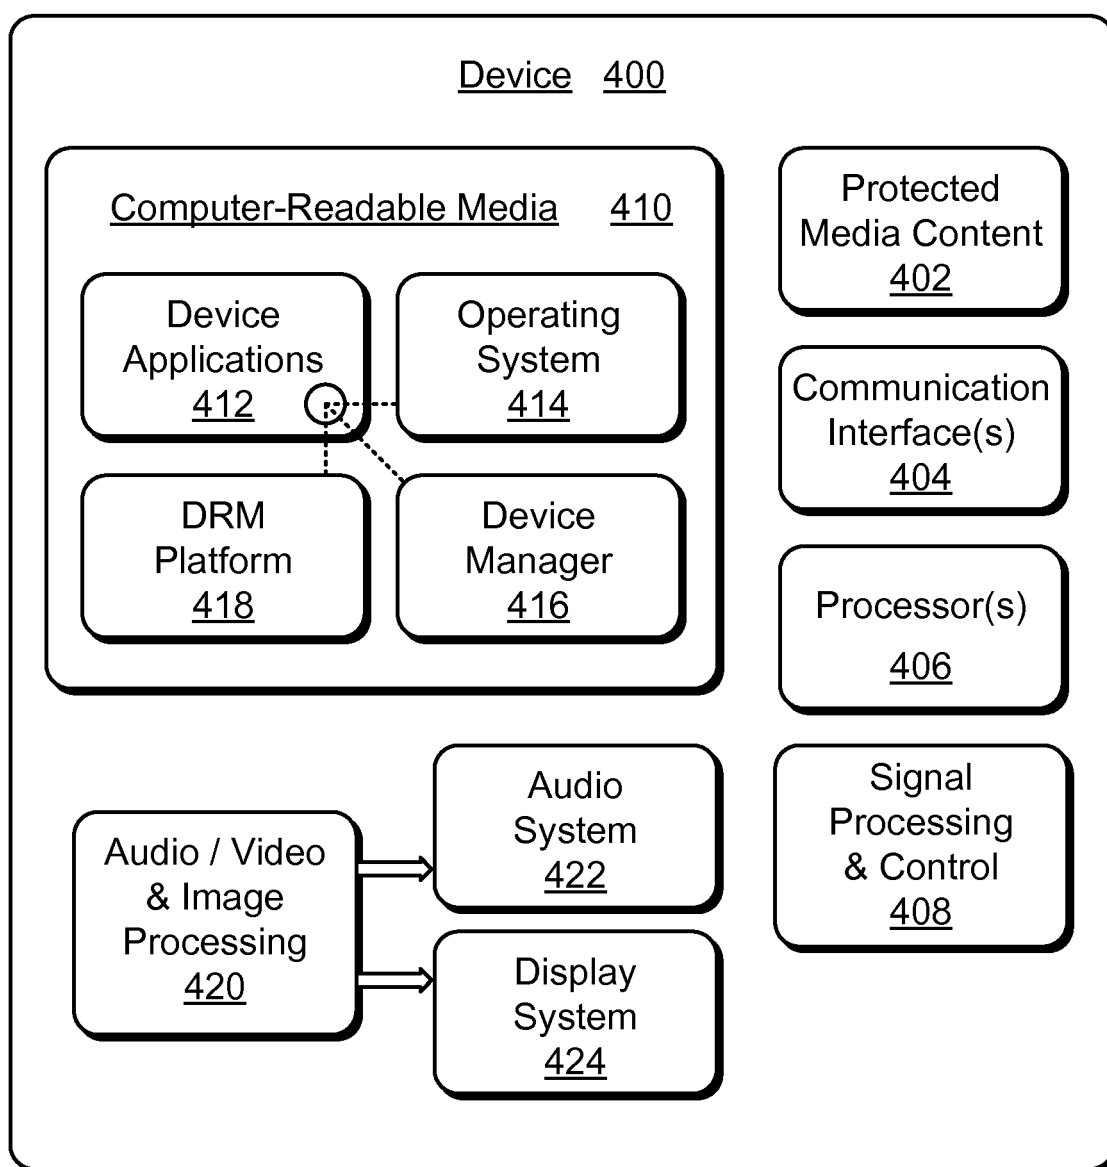 Device 400
Computer-Readable Media 410
Device
Applications
412
Operating
System
414
DRM
Platform
418
Device
Manager
416
Protected
Media Content
402
Communication
Interface(s)
404
Processor(s)
406
Signal
Processing
& Control
408
Audio / Video
& Image
Processing
420
Audio
System
422
Display
System
424